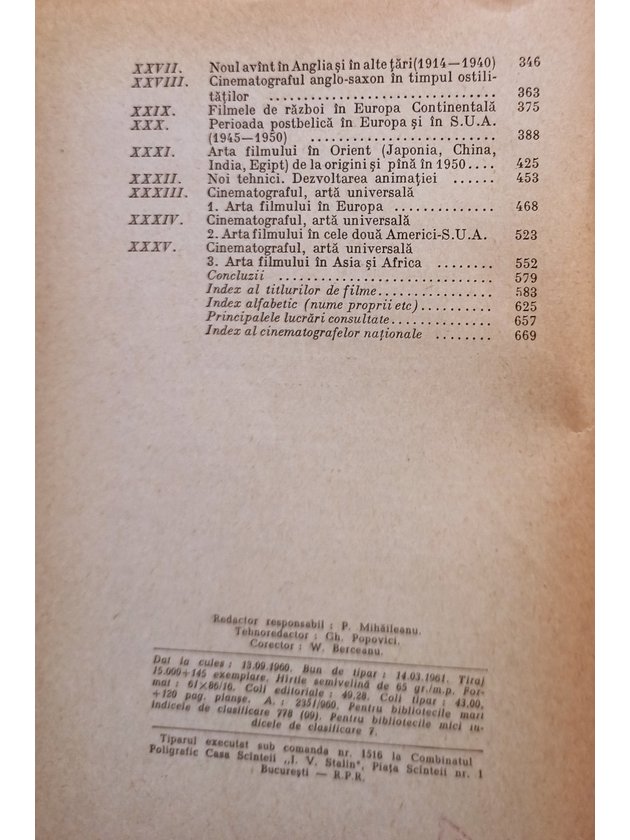 XXVII. Noul avînt în Anglia și în alte țări (1914—1940) 346
XXVIII. Cinematograful anglo-saxon în timpul ostili-
tăților ................................ 363
XXIX. Filmele de război în Europa Continentală 375
XXX. Perioada postbelică în Europa și în S.U.A.
(1945—1950) ........................... 388
XXXI. Arta filmului în Orient (Japonia, China,
India, Egipt) de la origini și pînă în 1950.... 425
XXXII. Noi tehnici. Dezvoltarea animației ...... 453
XXXIII. Cinematograful, artă universală
1. Arta filmului în Europa .............. 468
XXXIV. Cinematograful, artă universală
2. Arta filmului în cele două Americi-S.U.A. 523
XXXV. Cinematograful, artă universală
3. Arta filmului în Asia și Africa ........ 552
Concluzii .............................. 579
Index al titlurilor de filme................ 583
Index alfabetic (nume proprii etc).......... 625
Principalele lucrări consultate.............. 657
Index al cinematografelor naționale ........ 669
Redactor responsabil : P. Mihăileanu.
Tehnoredactor : Gh. Popovici.
Corector : W. Berceanu.
Dat la cules : 13.09.1960. Bun de tipar : 14.03.1961. Tiraj
15.000+145 exemplare. Hîrtie semivelină de 65 gr./m.p. For-
mat : 61×86/16. Coli editoriale : 49,28. Coli tipar : 43,00.
+120 pag. planșe. A. : 2351/960. Pentru bibliotecile mari
indicele de clasificare 778 (09). Pentru bibliotecile mici in-
dicele de clasificare 7.
Tiparul executat sub comanda nr. 1516 la Combinatul
Poligrafic Casa Scînteii „I. V. Stalin", Piața Scînteii nr. 1
București — R.P.R.